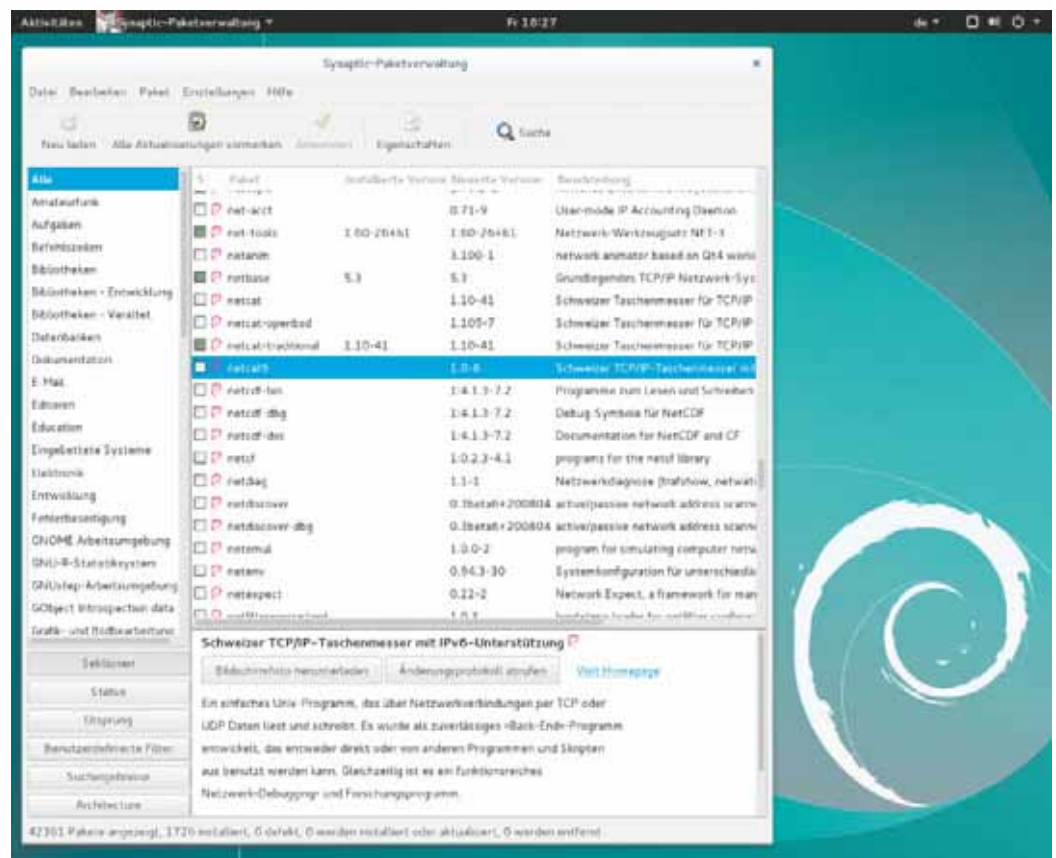 Aktivitäten Synaptic-Paketverwaltung Fr 18:27 de
Synaptic-Paketverwaltung
Datei Bearbeiten Paket Einstellungen Hilfe
Neu laden Alle Aktualisierungen vormerken Anwenden Eigenschaften Suche
Alle
Amateurfunk
Aufgaben
Befehlszeilen
Bibliotheken
Bibliotheken - Entwicklung
Bibliotheken - Veraltet
Datenbanken
Dokumentation
E-Mail
Editoren
Education
Eingebettete Systeme
Elektronik
Entwicklung
Fehlerbeseitigung
GNOME Arbeitsumgebung
GNU-R-Statistiksystem
GNUstep-Arbeitsumgebung
GObject Introspection data
Grafik- und Bildbearbeitung
Sektionen
Status
Ursprung
Benutzerdefinierte Filter
Suchergebnisse
Architecture
S Paket Installierte Version Neueste Version Beschreibung
net-acct 0.71-9 User-mode IP Accounting Daemon
net-tools 1.60-26+b1 1.60-26+b1 Netzwerk-Werkzeugsatz NET-3
netanim 3.100-1 network animator based on Qt4
netbase 5.3 5.3 Grundlegendes TCP/IP Netzwerk-Sys
netcat 1.10-41 Schweizer Taschenmesser für TCP/IP
netcat-openbsd 1.105-7 Schweizer Taschenmesser für TCP/IP
netcat-traditional 1.10-41 1.10-41 Schweizer Taschenmesser für TCP/IP
netcat6 1.0-8 Schweizer TCP/IP-Taschenmesser mit
netcdf-bin 1:4.1.3-7.2 Programme zum Lesen und Schreiben
netcdf-dbg 1:4.1.3-7.2 Debug-Symbole für NetCDF
netcdf-doc 1:4.1.3-7.2 Documentation for NetCDF and CF
netcf 1:0.2.3-4.1 programs for the netcf library
netdiag 1.1-1 Netzwerkdiagnose (trafshow, netwat
netdiscover 0.3beta6+200804 active/passive network address scanne
netdiscover-dbg 0.3beta6+200804 active/passive network address scanne
netemul 1.0.0-2 program for simulating computer netw
netenv 0.94.3-30 Systemkonfiguration für unterschiedli
netexpect 0.22-2 Network Expect, a framework for man
Schweizer TCP/IP-Taschenmesser mit IPv6-Unterstützung
Bildschirmfoto herunterladen Änderungsprotokoll abrufen Visit Homepage
Ein einfaches Unix-Programm, das über Netzwerkverbindungen per TCP oder
UDP Daten liest und schreibt. Es wurde als zuverlässiges »Back-End«-Programm
entwickelt, das entweder direkt oder von anderen Programmen und Skripten
aus benutzt werden kann. Gleichzeitig ist es ein funktionsreiches
Netzwerk-Debugging- und Forschungsprogramm.
42361 Pakete angezeigt, 1726 installiert, 0 defekt, 0 werden installiert oder aktualisiert, 0 werden entfernt